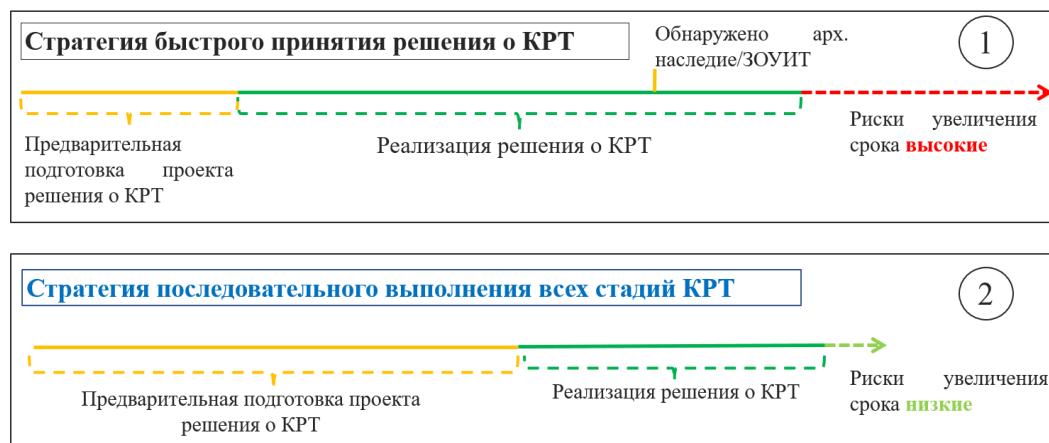 Стратегия быстрого принятия решения о КРТ
Обнаружено арх.
наследие/ЗОУИТ
1
Предварительная
подготовка проекта
решения о КРТ
Реализация решения о КРТ
Риски увеличения
срока высокие
Стратегия последовательного выполнения всех стадий КРТ
2
Предварительная подготовка проекта
решения о КРТ
Реализация решения о КРТ
Риски увеличения
срока низкие